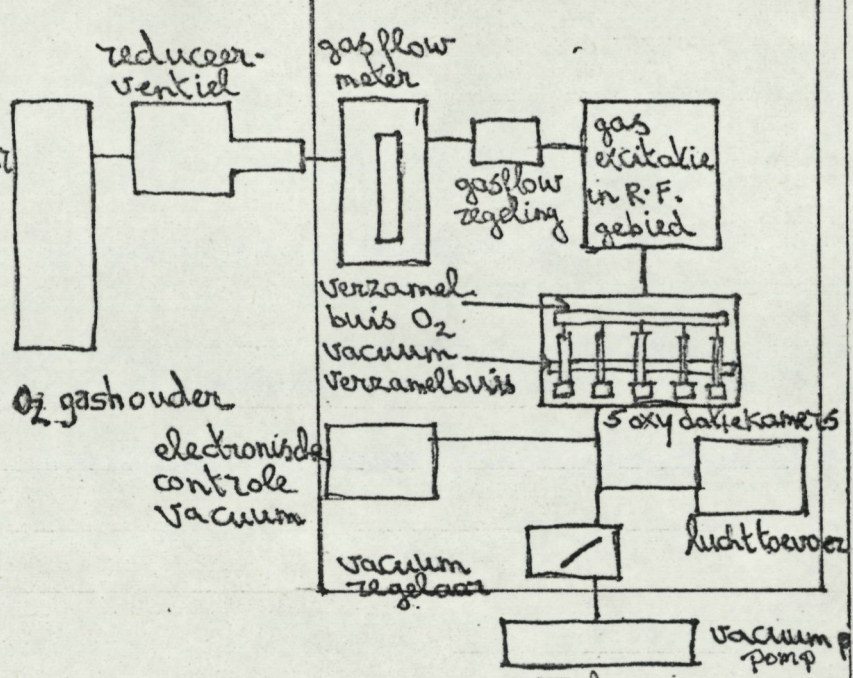 reduceer-
ventiel
gasflow
meter
gas
excitatie
in R.F.
gebied
gasflow
regeling
verzamel
buis O₂
vacuum
verzamelbuis
O₂ gashouder
5 oxydatiekamers
electronische
controle
vacuum
luchttoevoer
vacuum
regelaar
vacuum
pomp